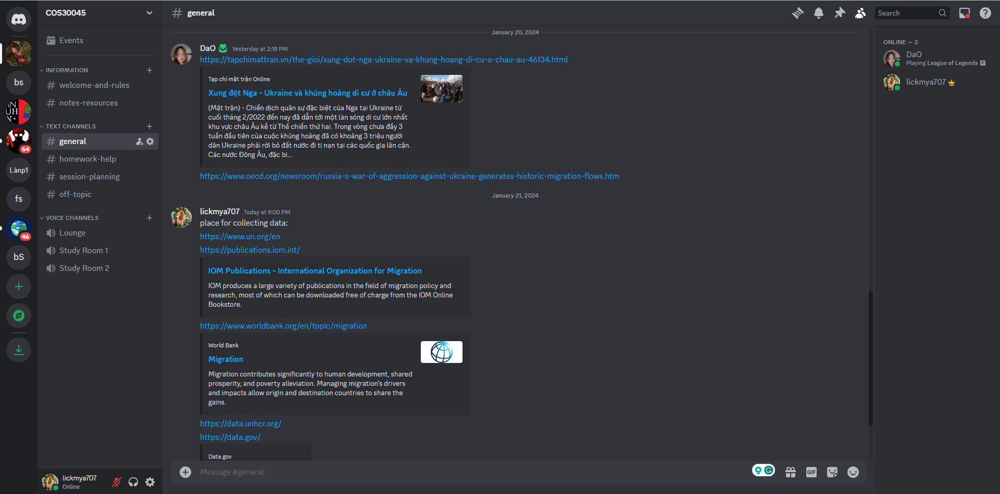 COS30045
general
Search
Events
INFORMATION
welcome-and-rules
notes-resources
TEXT CHANNELS
general
homework-help
session-planning
off-topic
VOICE CHANNELS
Lounge
Study Room 1
Study Room 2
bs
54
Lànp1
fs
46
bS
lickmya707
Online
January 20, 2024
DaO Yesterday at 2:18 PM
https://tapchimattran.vn/the-gioi/xung-dot-nga-ukraine-va-khung-hoang-di-cu-o-chau-au-46134.html
Tạp chí mặt trận Online
Xung đột Nga - Ukraine và khủng hoảng di cư ở châu Âu
(Mặt trận) - Chiến dịch quân sự đặc biệt của Nga tại Ukraine từ
cuối tháng 2/2022 đến nay đã dẫn tới một làn sóng di cư lớn nhất
khu vực châu Âu kể từ Thế chiến thứ hai. Trong vòng chưa đầy 3
tuần đầu tiên của cuộc khủng hoảng đã có khoảng 3 triệu người
dân Ukraine phải rời bỏ đất nước đi tị nạn tại các quốc gia lân cận.
Các nước Đông Âu, đặc bi...
https://www.oecd.org/newsroom/russia-s-war-of-aggression-against-ukraine-generates-historic-migration-flows.htm
January 21, 2024
lickmya707 Today at 9:00 PM
place for collecting data:
https://www.un.org/en
https://publications.iom.int/
IOM Publications - International Organization for Migration
IOM produces a large variety of publications in the field of migration policy and
research, most of which can be downloaded free of charge from the IOM Online
Bookstore.
https://www.worldbank.org/en/topic/migration
World Bank
Migration
Migration contributes significantly to human development, shared
prosperity, and poverty alleviation. Managing migration's drivers
and impacts allow origin and destination countries to share the
gains.
https://data.unhcr.org/
https://data.gov/
Data.gov
Message #general
GIF
ONLINE — 2
DaO
Playing League of Legends
lickmya707